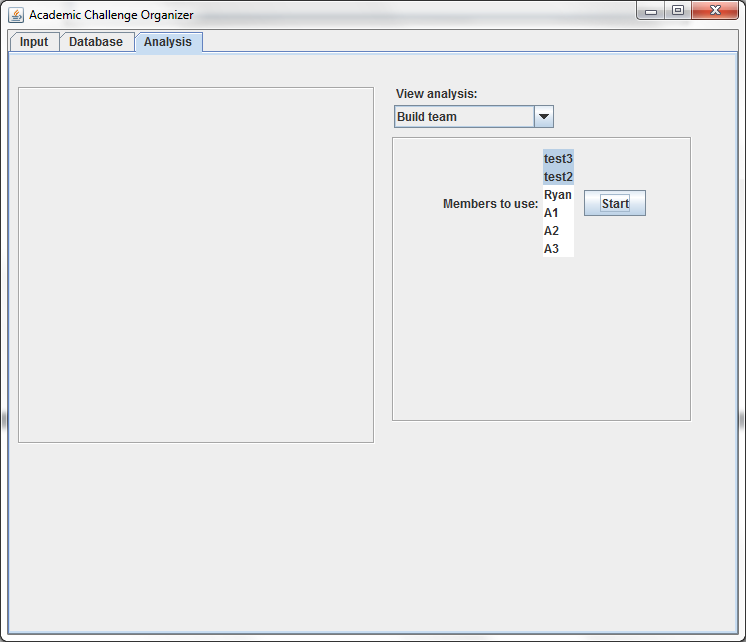 Academic Challenge Organizer
Input Database Analysis
View analysis:
Build team
test3
test2
Members to use: Ryan Start
A1
A2
A3